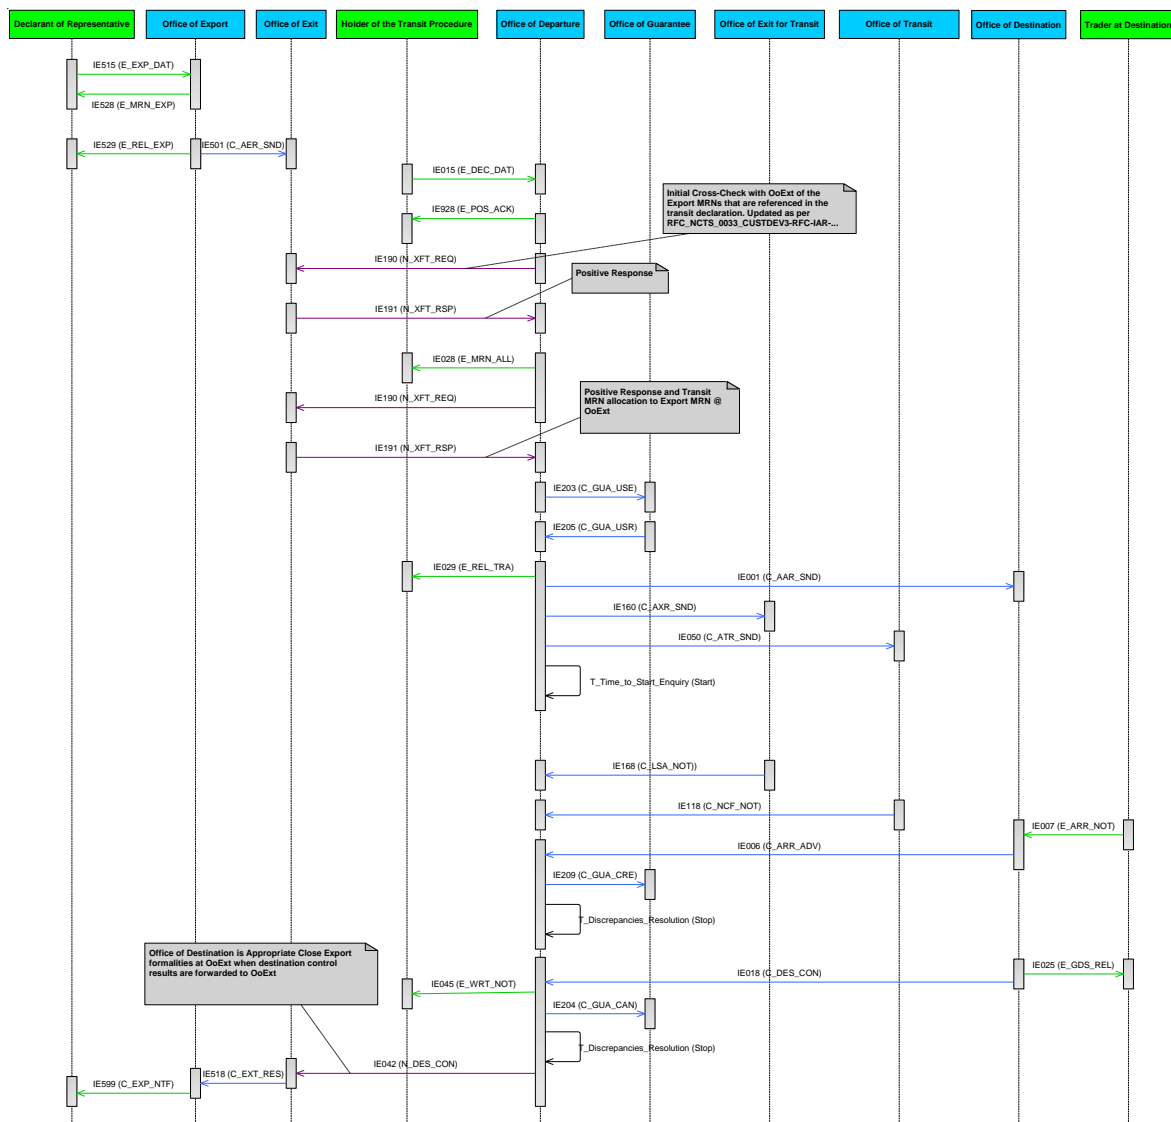 Declarant of Representative
Office of Export
Office of Exit
Holder of the Transit Procedure
Office of Departure
Office of Guarantee
Office of Exit for Transit
Office of Transit
Office of Destination
Trader at Destination
IE515 (E_EXP_DAT)
IE528 (E_MRN_EXP)
IE529 (E_REL_EXP)
IE501 (C_AER_SND)
IE015 (E_DEC_DAT)
Initial Cross-Check with OoExt of the
Export MRNs that are referenced in the
transit declaration. Updated as per
RFC_NCTS_0033_CUSTDEV3-RFC-IAR-...
IE928 (E_POS_ACK)
IE190 (N_XFT_REQ)
Positive Response
IE191 (N_XFT_RSP)
IE028 (E_MRN_ALL)
Positive Response and Transit
MRN allocation to Export MRN @
OoExt
IE190 (N_XFT_REQ)
IE191 (N_XFT_RSP)
IE203 (C_GUA_USE)
IE205 (C_GUA_USR)
IE029 (E_REL_TRA)
IE001 (C_AAR_SND)
IE160 (C_AXR_SND)
IE050 (C_ATR_SND)
T_Time_to_Start_Enquiry (Start)
IE168 (C_LSA_NOT))
IE118 (C_NCF_NOT)
IE007 (E_ARR_NOT)
IE006 (C_ARR_ADV)
IE209 (C_GUA_CRE)
T_Discrepancies_Resolution (Stop)
Office of Destination is Appropriate Close Export
formalities at OoExt when destination control
results are forwarded to OoExt
IE018 (C_DES_CON)
IE025 (E_GDS_REL)
IE045 (E_WRT_NOT)
IE204 (C_GUA_CAN)
T_Discrepancies_Resolution (Stop)
IE042 (N_DES_CON)
IE518 (C_EXT_RES)
IE599 (C_EXP_NTF)